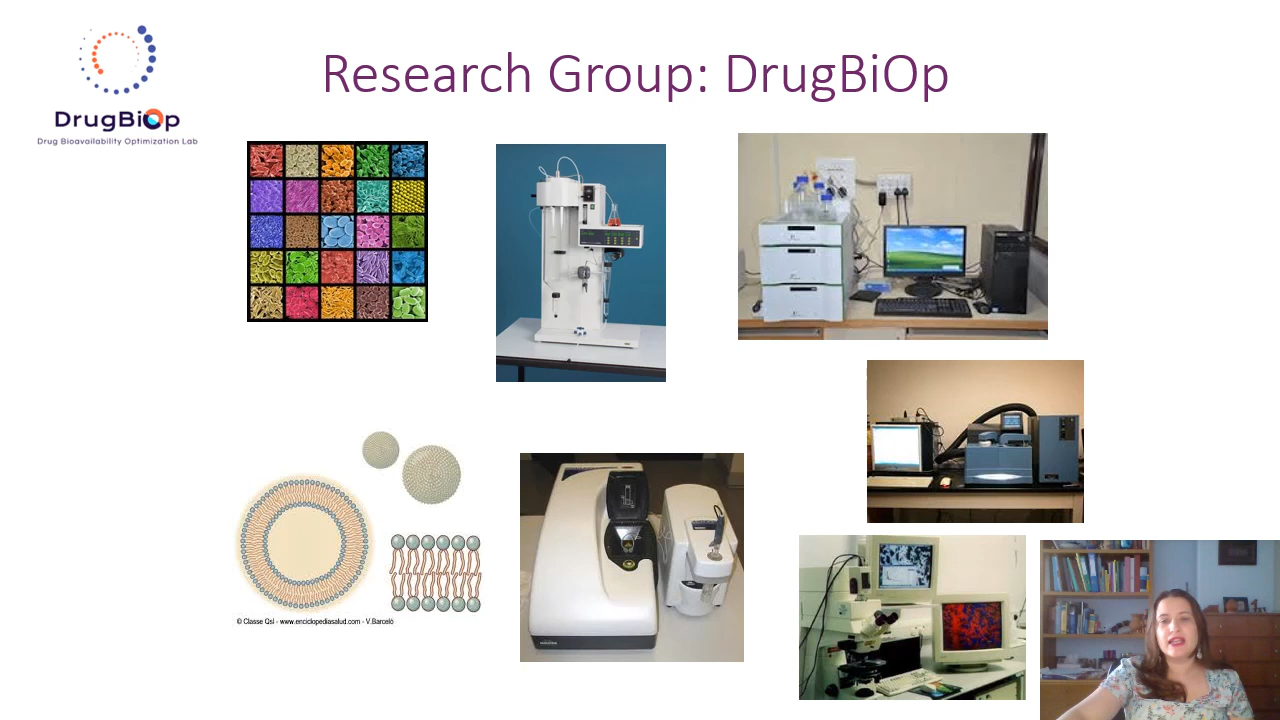 Research Group: DrugBiOp
DrugBiOp
Drug Bioavailability Optimization Lab
© Classe Qsl - www.enciclopediasalud.com - V.Barceló